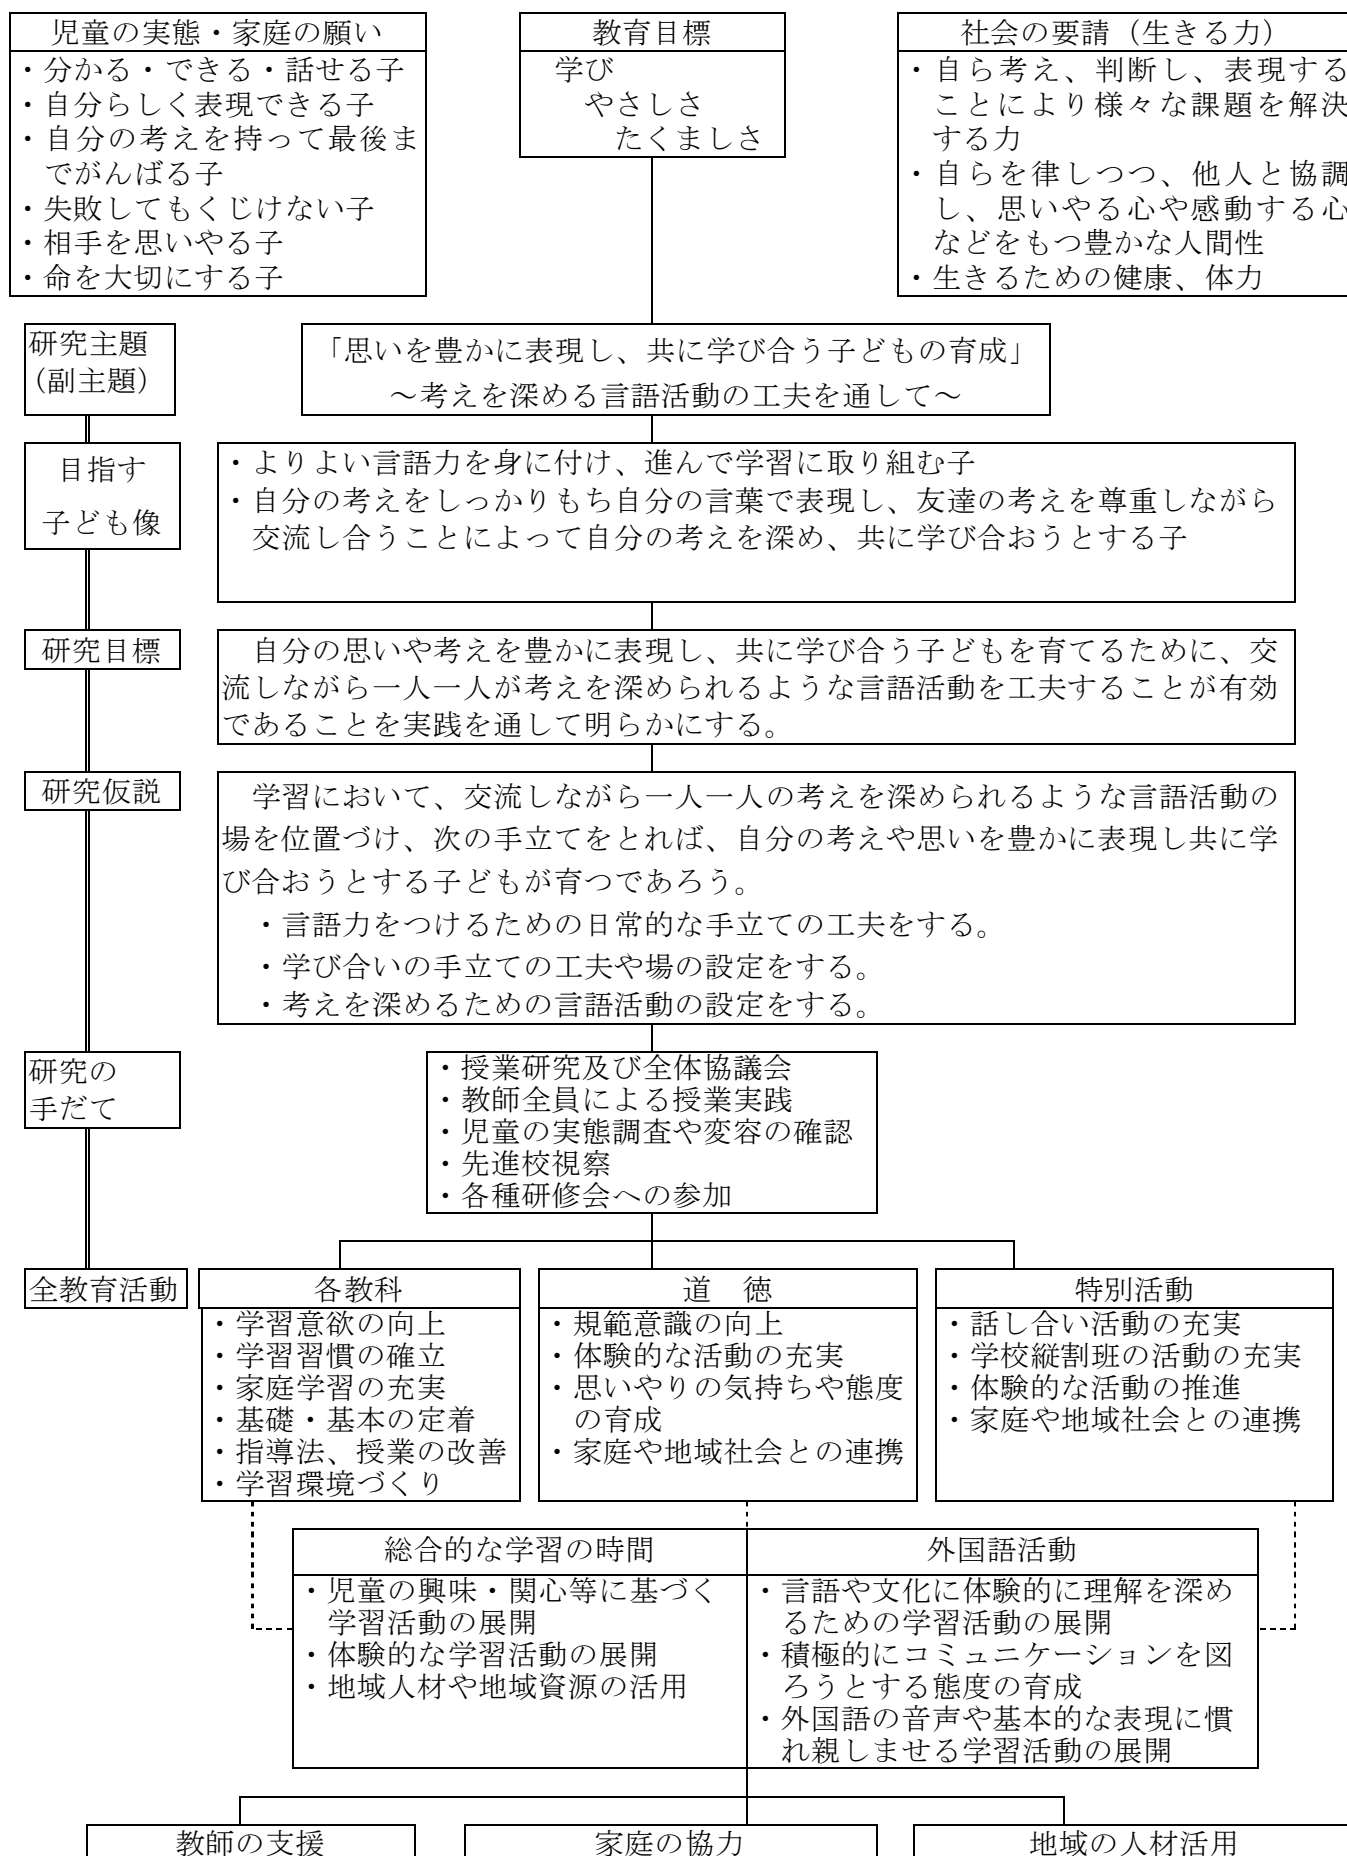 児童の実態・家庭の願い
・分かる・できる・話せる子
・自分らしく表現できる子
・自分の考えを持って最後ま
でがんばる子
・失敗してもくじけない子
・相手を思いやる子
・命を大切にする子
教育目標
学び
やさしさ
たくましさ
社会の要請（生きる力）
・自ら考え、判断し、表現する
ことにより様々な課題を解決
する力
・自らを律しつつ、他人と協調
し、思いやる心や感動する心
などをもつ豊かな人間性
・生きるための健康、体力
研究主題
（副主題）
「思いを豊かに表現し、共に学び合う子どもの育成」
～考えを深める言語活動の工夫を通して～
目指す
子ども像
・よりよい言語力を身に付け、進んで学習に取り組む子
・自分の考えをしっかりもち自分の言葉で表現し、友達の考えを尊重しながら
交流し合うことによって自分の考えを深め、共に学び合おうとする子
研究目標
自分の思いや考えを豊かに表現し、共に学び合う子どもを育てるために、交
流しながら一人一人が考えを深められるような言語活動を工夫することが有効
であることを実践を通して明らかにする。
研究仮説
学習において、交流しながら一人一人の考えを深められるような言語活動の
場を位置づけ、次の手立てをとれば、自分の考えや思いを豊かに表現し共に学
び合おうとする子どもが育つであろう。
・言語力をつけるための日常的な手立ての工夫をする。
・学び合いの手立ての工夫や場の設定をする。
・考えを深めるための言語活動の設定をする。
研究の
手だて
・授業研究及び全体協議会
・教師全員による授業実践
・児童の実態調査や変容の確認
・先進校視察
・各種研修会への参加
全教育活動
各教科
・学習意欲の向上
・学習習慣の確立
・家庭学習の充実
・基礎・基本の定着
・指導法、授業の改善
・学習環境づくり
道　徳
・規範意識の向上
・体験的な活動の充実
・思いやりの気持ちや態度
の育成
・家庭や地域社会との連携
特別活動
・話し合い活動の充実
・学校縦割班の活動の充実
・体験的な活動の推進
・家庭や地域社会との連携
総合的な学習の時間
・児童の興味・関心等に基づく
学習活動の展開
・体験的な学習活動の展開
・地域人材や地域資源の活用
外国語活動
・言語や文化に体験的に理解を深め
るための学習活動の展開
・積極的にコミュニケーションを図
ろうとする態度の育成
・外国語の音声や基本的な表現に慣
れ親しませる学習活動の展開
教師の支援
家庭の協力
地域の人材活用